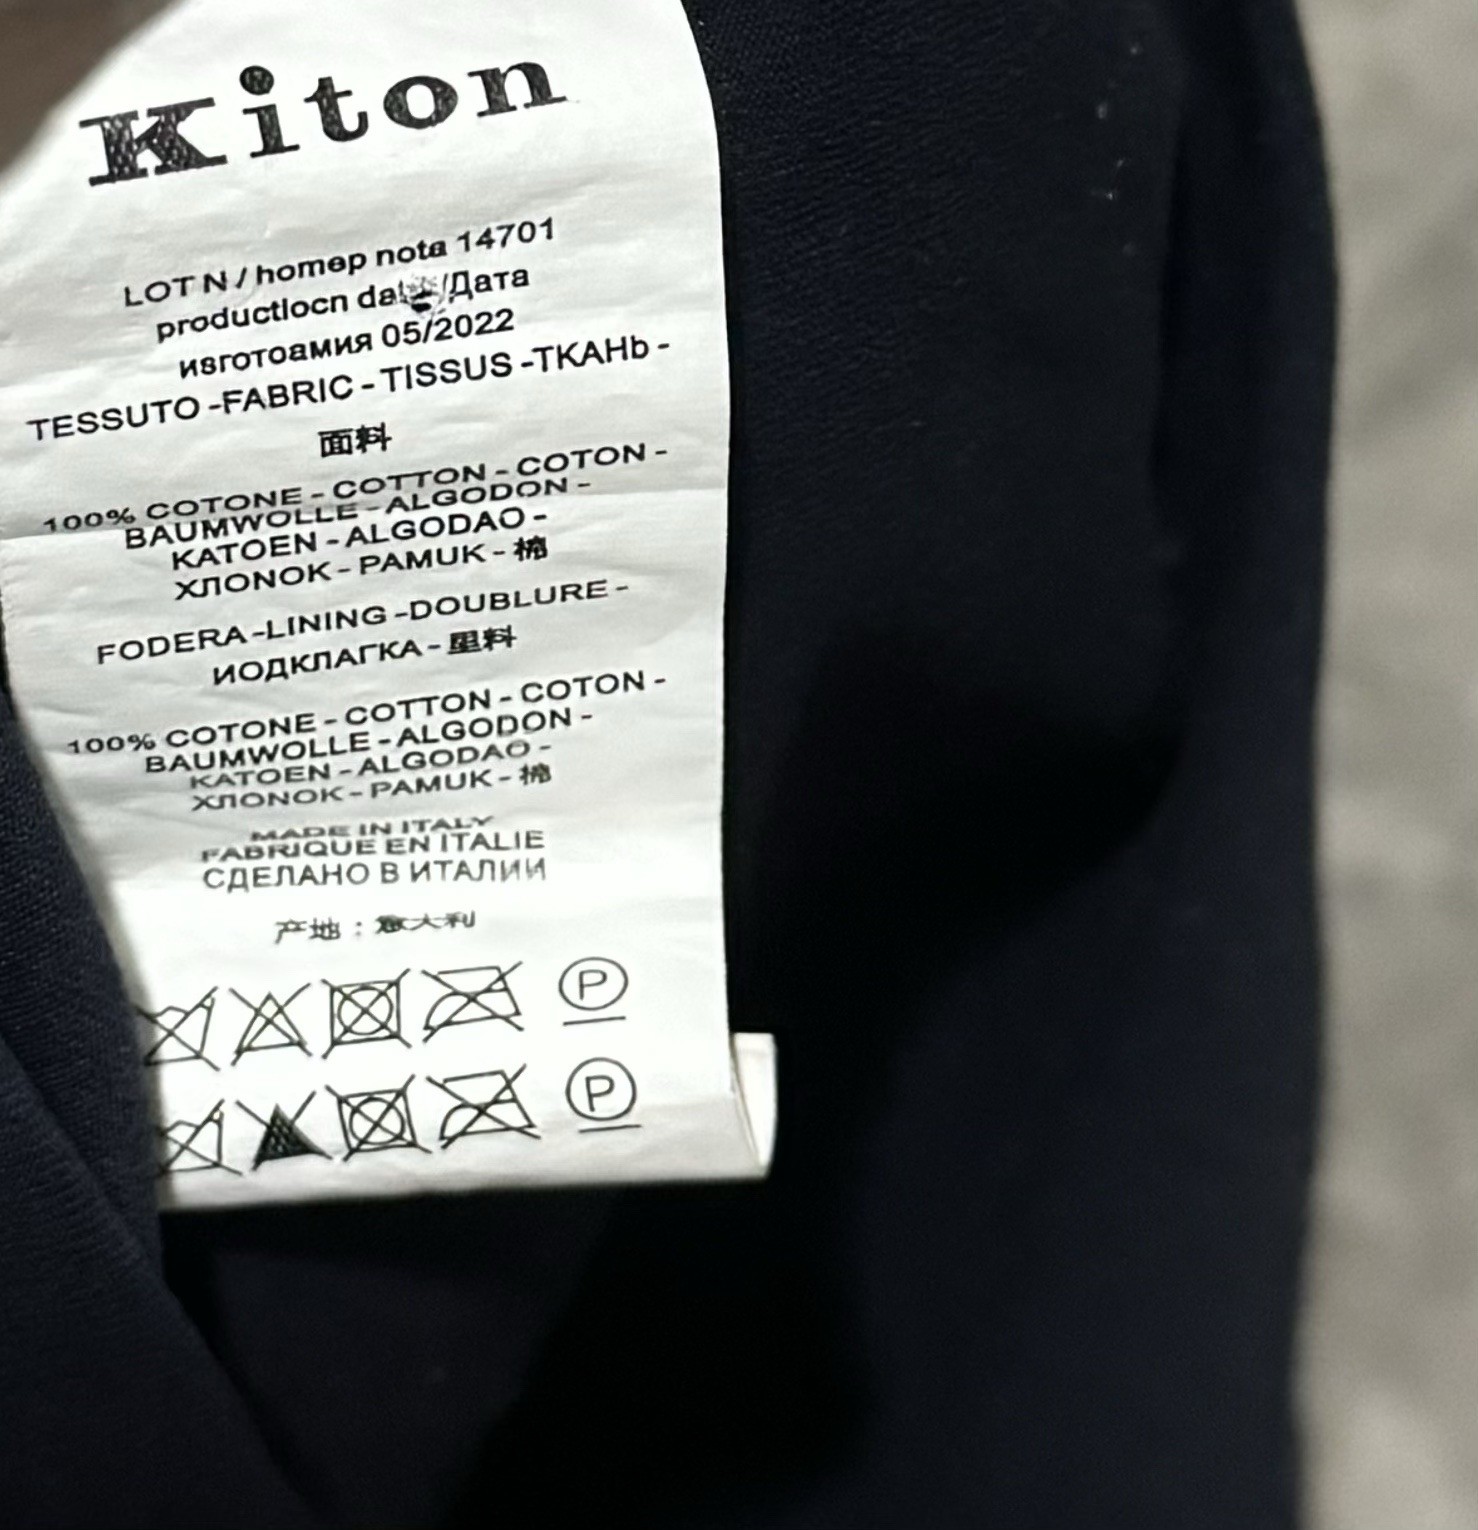 Kiton
LOT N / homep nota 14701
productlocn da /Дата
изготоамия 05/2022
TESSUTO -FABRIC - TISSUS -TKAHb -
面料
100% COTONE - COTTON - COTON -
BAUMWOLLE - ALGODON -
KATOEN - ALGODAO -
ХЛОNOK - PAMUK - 棉
FODERA -LINING -DOUBLURE -
ИОДКЛАГКА - 里料
100% COTONE - COTTON - COTON -
BAUMWOLLE - ALGODON -
KATOEN - ALGODAO -
ХЛОNOK - PAMUK - 棉
MADE IN ITALY
FABRIQUE EN ITALIE
СДЕЛАНО В ИТАЛИИ
产地：意大利
P
P